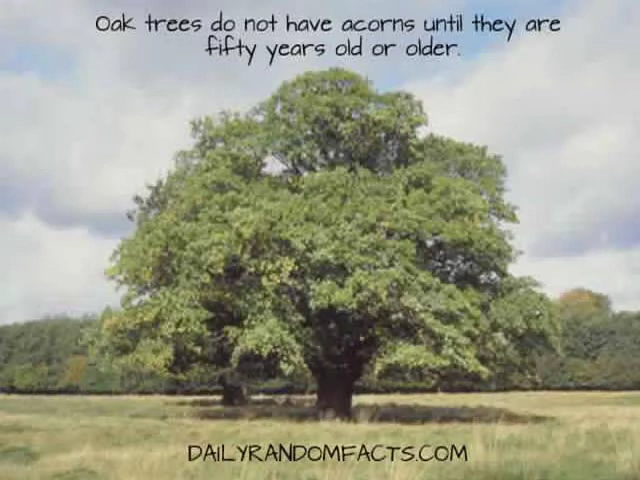 Oak trees do not have acorns until they are
fifty years old or older.
DAILYRANDOMFACTS.COM